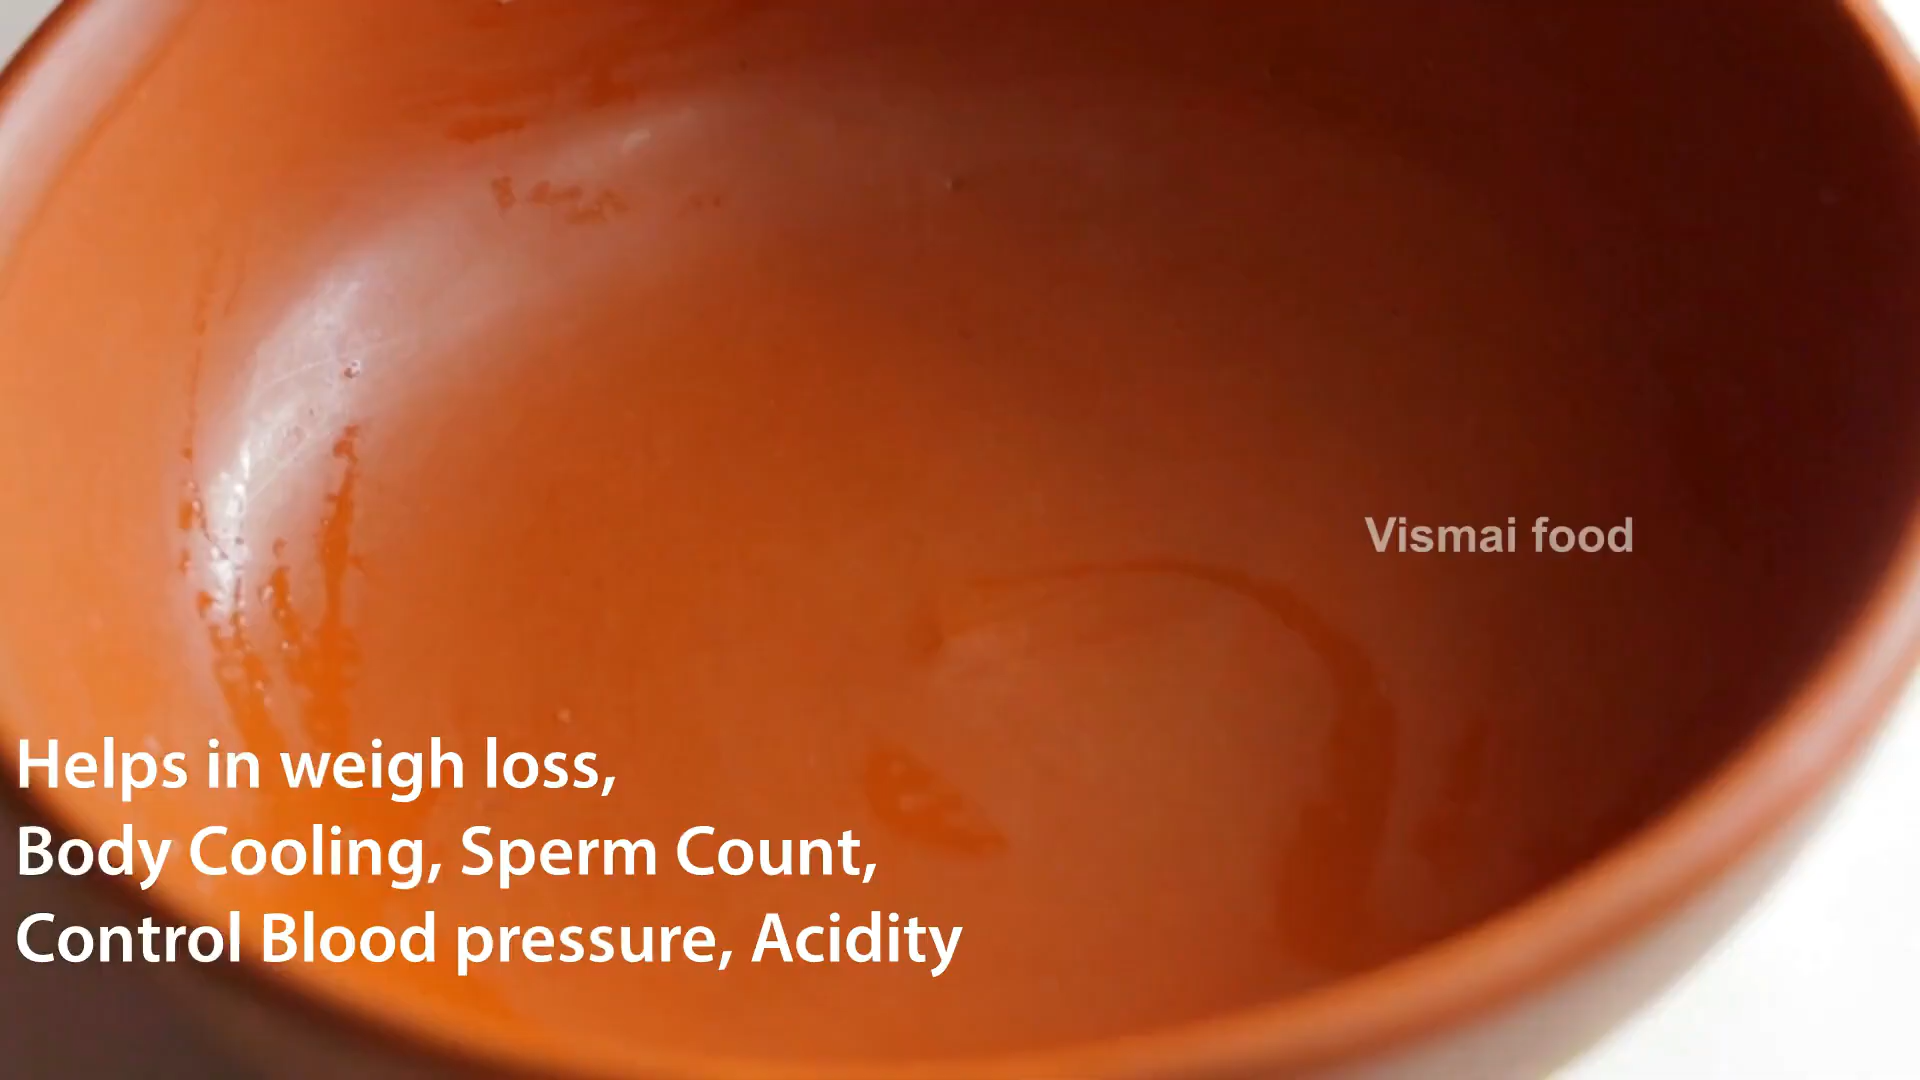 Vismai food
Helps in weigh loss,
Body Cooling, Sperm Count,
Control Blood pressure, Acidity